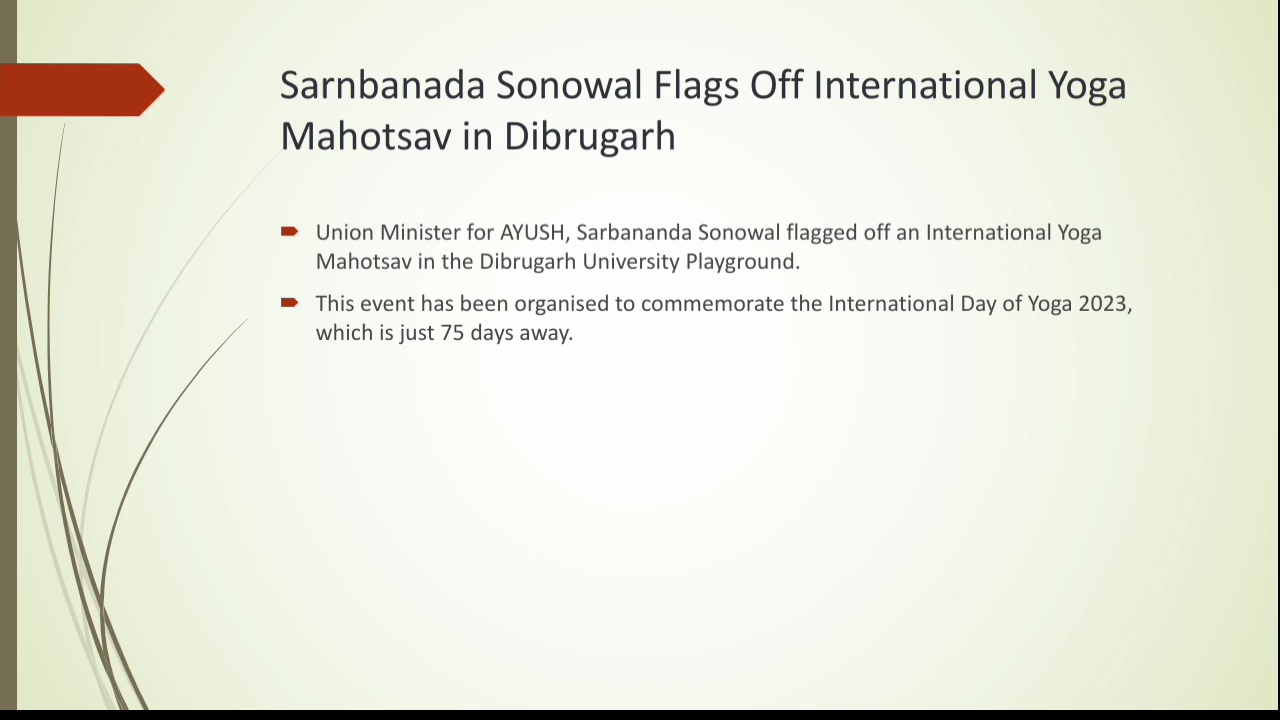 Sarnbanada Sonowal Flags Off International Yoga
Mahotsav in Dibrugarh
Union Minister for AYUSH, Sarbananda Sonowal flagged off an International Yoga
Mahotsav in the Dibrugarh University Playground.
This event has been organised to commemorate the International Day of Yoga 2023,
which is just 75 days away.